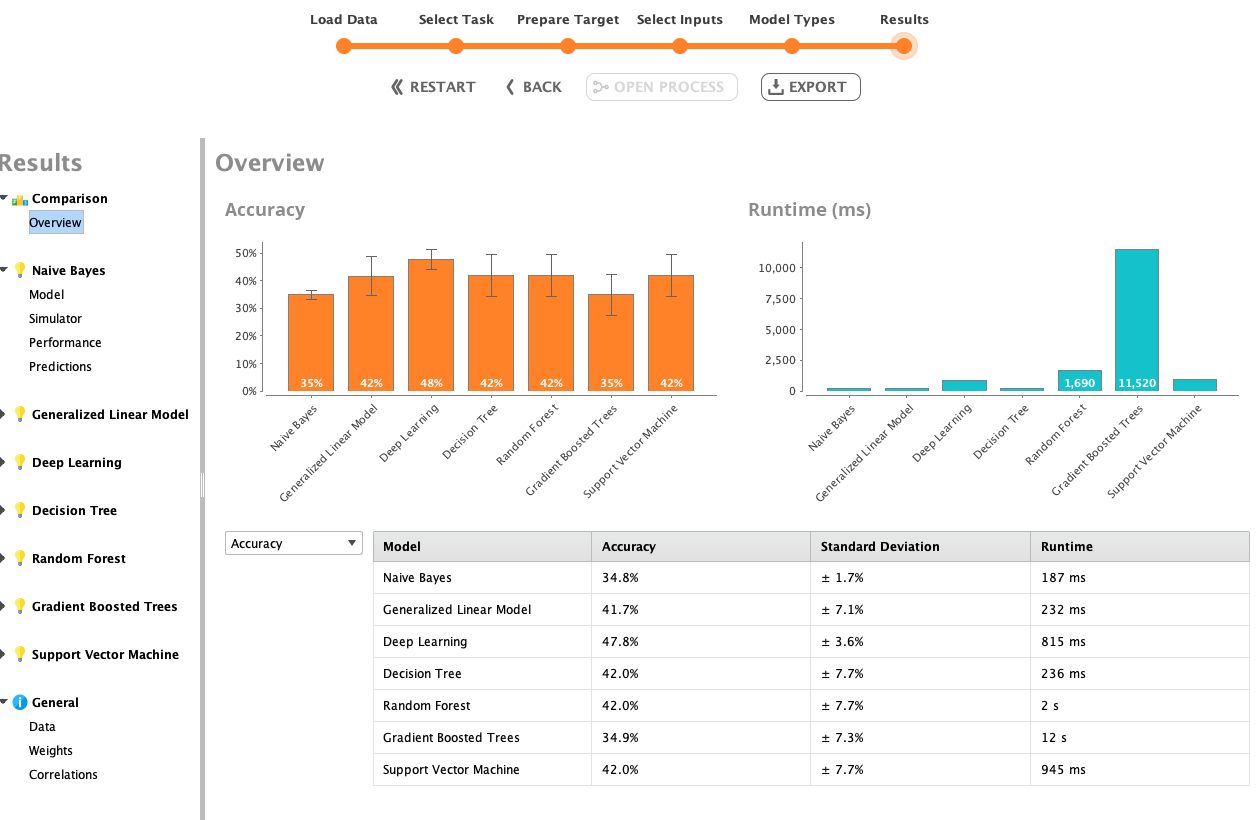 Load Data Select Task Prepare Target Select Inputs Model Types Results
RESTART BACK OPEN PROCESS EXPORT
Results
Comparison
Overview
Naive Bayes
Model
Simulator
Performance
Predictions
Generalized Linear Model
Deep Learning
Decision Tree
Random Forest
Gradient Boosted Trees
Support Vector Machine
General
Data
Weights
Correlations
Overview
Accuracy
50%
40%
30%
20%
10%
0%
35% 42% 48% 42% 42% 35% 42%
Naive Bayes
Generalized Linear Model
Deep Learning
Decision Tree
Random Forest
Gradient Boosted Trees
Support Vector Machine
Runtime (ms)
10,000
7,500
5,000
2,500
0
1,690 11,520
Naive Bayes
Generalized Linear Model
Deep Learning
Decision Tree
Random Forest
Gradient Boosted Trees
Support Vector Machine
Accuracy
Model Accuracy Standard Deviation Runtime
Naive Bayes 34.8% ± 1.7% 187 ms
Generalized Linear Model 41.7% ± 7.1% 232 ms
Deep Learning 47.8% ± 3.6% 815 ms
Decision Tree 42.0% ± 7.7% 236 ms
Random Forest 42.0% ± 7.7% 2 s
Gradient Boosted Trees 34.9% ± 7.3% 12 s
Support Vector Machine 42.0% ± 7.7% 945 ms